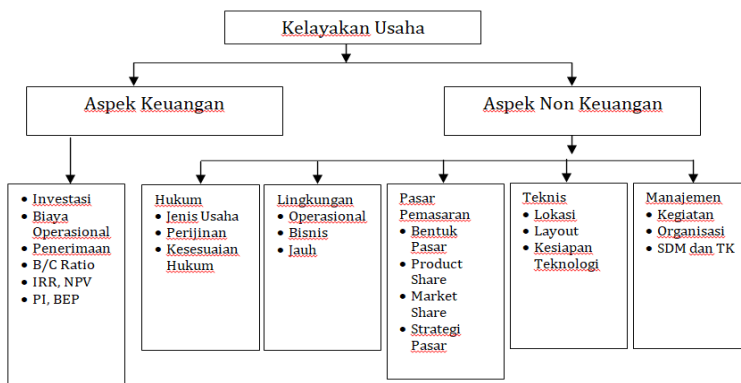 Kelayakan Usaha
Aspek Keuangan
Aspek Non Keuangan
• Investasi
• Biaya
Operasional
• Penerimaan
• B/C Ratio
• IRR, NPV
• PI, BEP
Hukum
• Jenis Usaha
• Perijinan
• Kesesuaian
Hukum
Lingkungan
• Operasional
• Bisnis
• Jauh
Pasar
Pemasaran
• Bentuk
Pasar
• Product
Share
• Market
Share
• Strategi
Pasar
Teknis
• Lokasi
• Layout
• Kesiapan
Teknologi
Manajemen
• Kegiatan
• Organisasi
• SDM dan TK